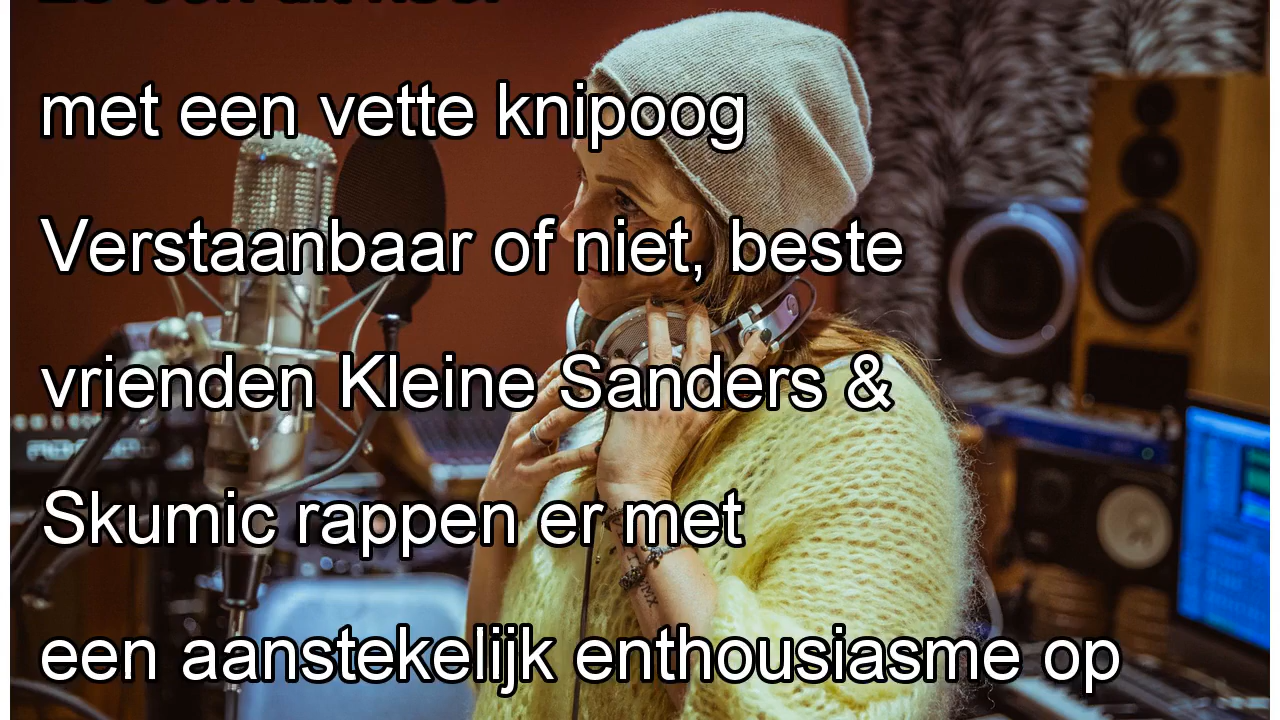 met een vette knipoog
Verstaanbaar of niet, beste
vrienden Kleine Sanders &
Skumic rappen er met
een aanstekelijk enthousiasme op